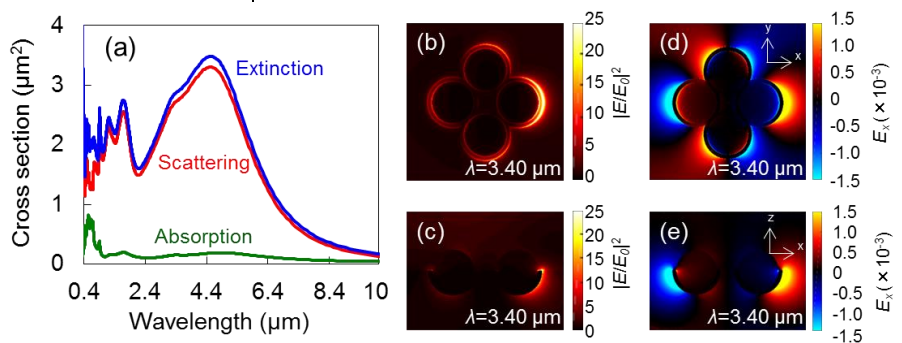 (a)
Extinction
Scattering
Absorption
Cross section (μm²)
4
3
2
1
0
0.4 2.4 4.4 6.4 8.4 10
Wavelength (μm)
(b)
λ=3.40 μm
25
20
15
10
5
0
|E/E₀|²
(d)
y
x
λ=3.40 μm
1.5
1.0
0.5
0
-0.5
-1.0
-1.5
Eₓ (×10⁻³)
(c)
λ=3.40 μm
25
20
15
10
5
0
|E/E₀|²
(e)
z
x
λ=3.40 μm
1.5
1.0
0.5
0
-0.5
-1.0
-1.5
Eₓ (×10⁻³)